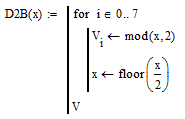 D2B(x) := for i ∈ 0.. 7
V_i ← mod(x, 2)
x ← floor(x/2)
V